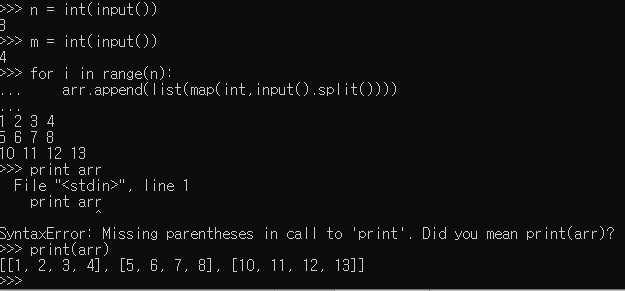 >>> n = int(input())
3
>>> m = int(input())
4
>>> for i in range(n):
...     arr.append(list(map(int,input().split())))
...
1 2 3 4
5 6 7 8
10 11 12 13
>>> print arr
  File "<stdin>", line 1
    print arr
            ^
SyntaxError: Missing parentheses in call to 'print'. Did you mean print(arr)?
>>> print(arr)
[[1, 2, 3, 4], [5, 6, 7, 8], [10, 11, 12, 13]]
>>>